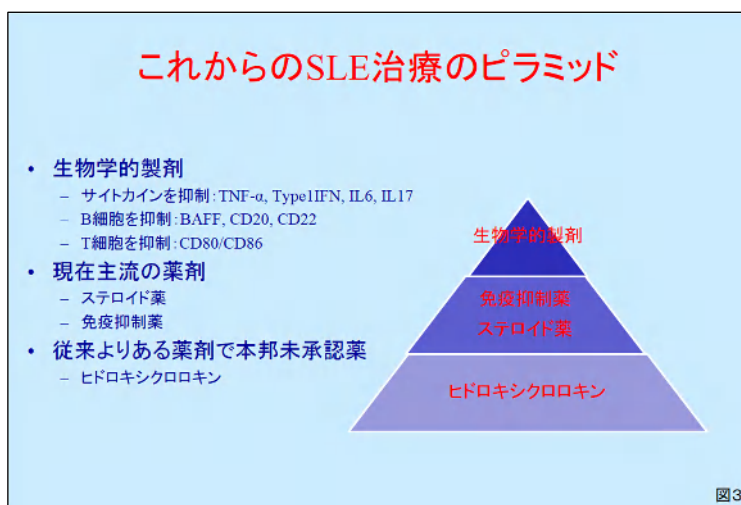 これからのSLE治療のピラミッド
• 生物学的製剤
– サイトカインを抑制：TNF-α, Type1IFN, IL6, IL17
– B細胞を抑制：BAFF, CD20, CD22
– T細胞を抑制：CD80/CD86
• 現在主流の薬剤
– ステロイド薬
– 免疫抑制薬
• 従来よりある薬剤で本邦未承認薬
– ヒドロキシクロロキン
生物学的製剤
免疫抑制薬
ステロイド薬
ヒドロキシクロロキン
図3